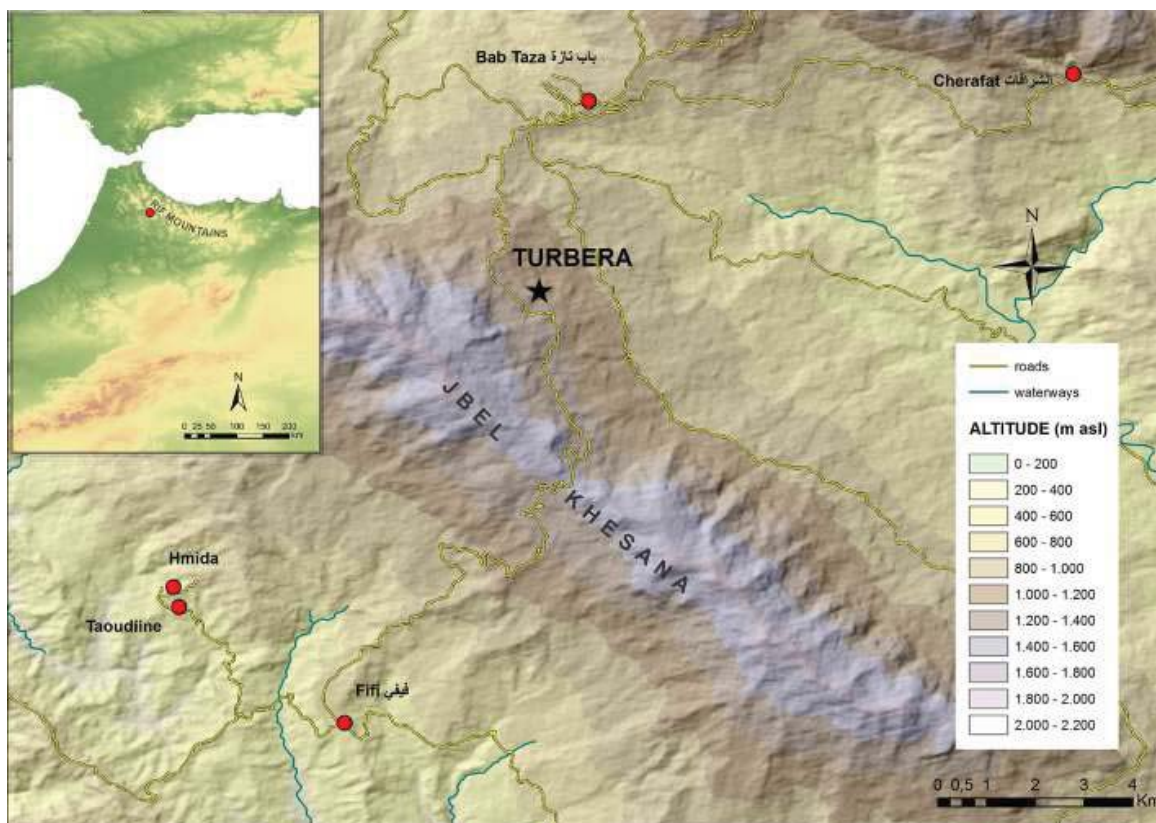 RIF MOUNTAINS
N
0 25 50 100 150 200
Km
Bab Taza باب تازة
Cherafat الشرافات
N
TURBERA
JBEL
KHESANA
Hmida
Taoudiine
Fifi فيفي
roads
waterways
ALTITUDE (m asl)
0 - 200
200 - 400
400 - 600
600 - 800
800 - 1.000
1.000 - 1.200
1.200 - 1.400
1.400 - 1.600
1.600 - 1.800
1.800 - 2.000
2.000 - 2.200
0 0,5 1 2 3 4
Km